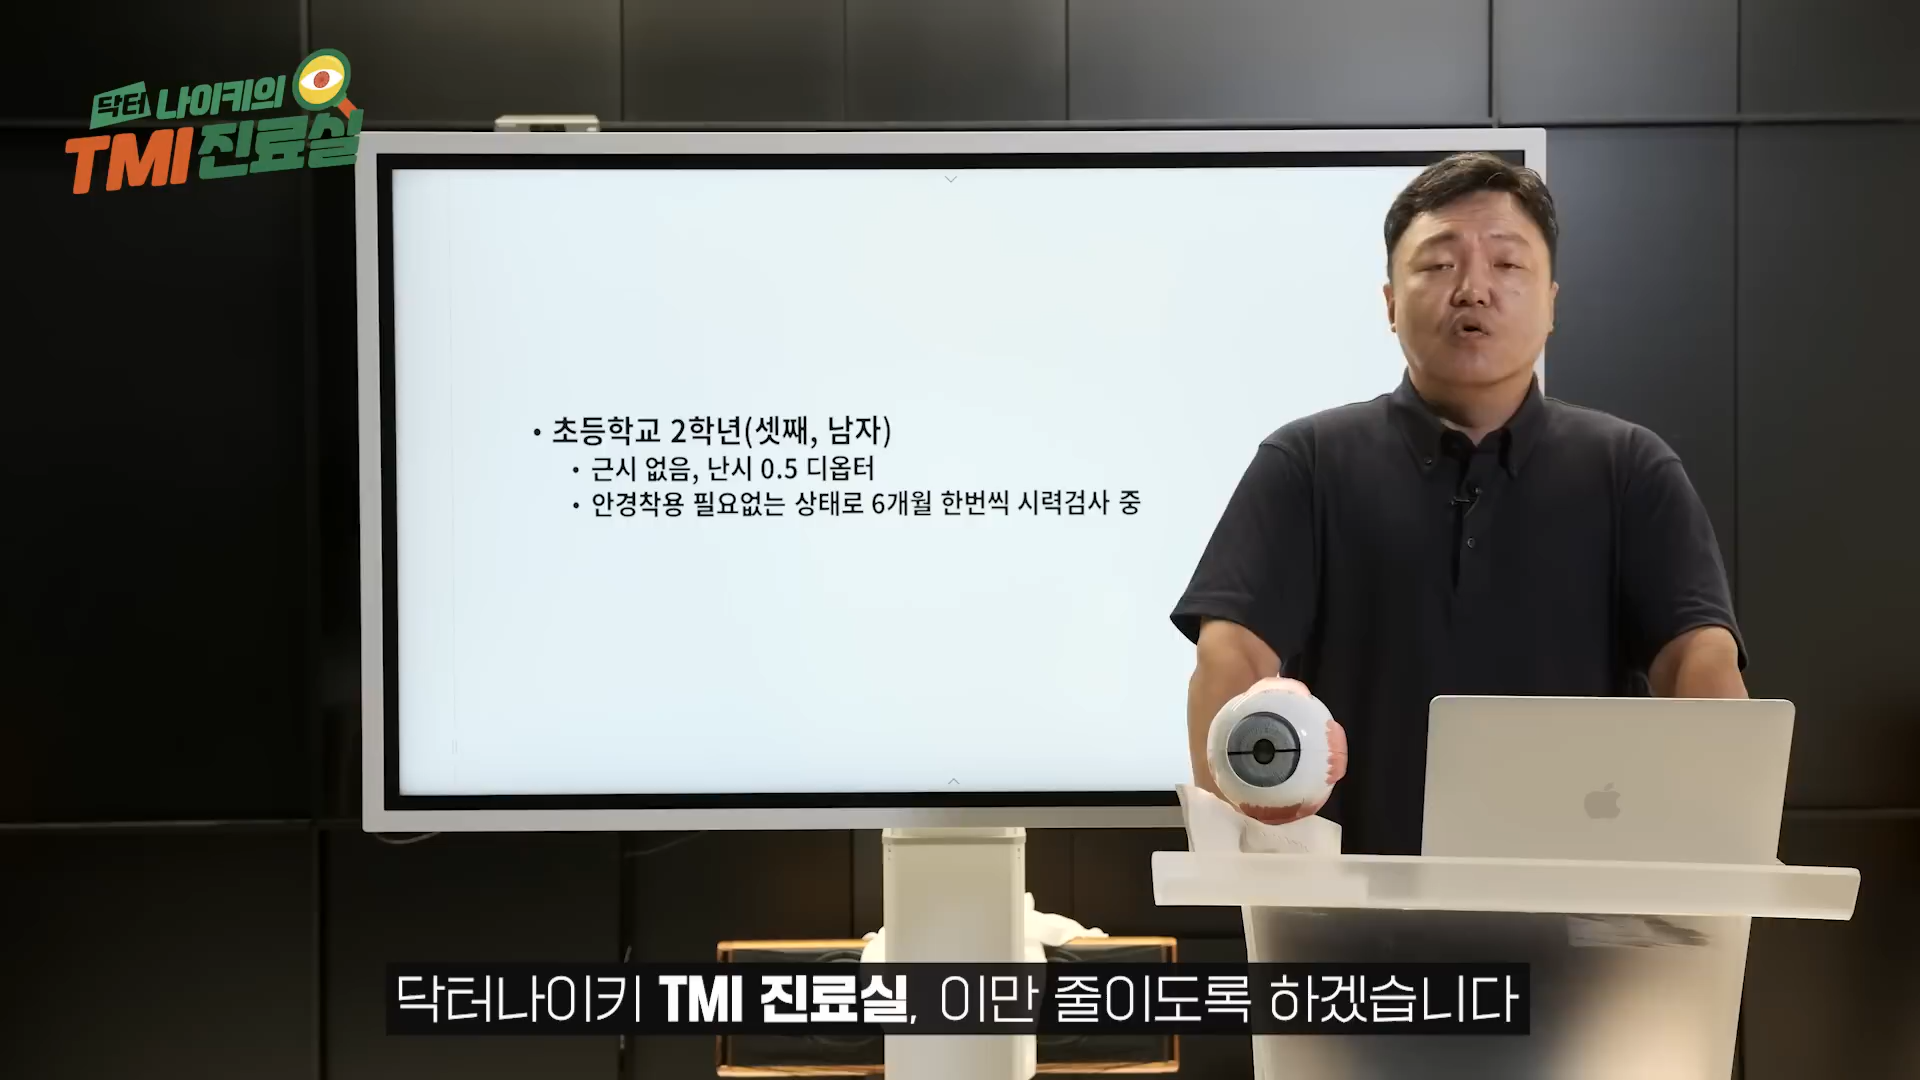 닥터 나이키의
TMI 진료실
• 초등학교 2학년(셋째, 남자)
• 근시 없음, 난시 0.5 디옵터
• 안경착용 필요없는 상태로 6개월 한번씩 시력검사 중
닥터나이키 TMI 진료실, 이만 줄이도록 하겠습니다